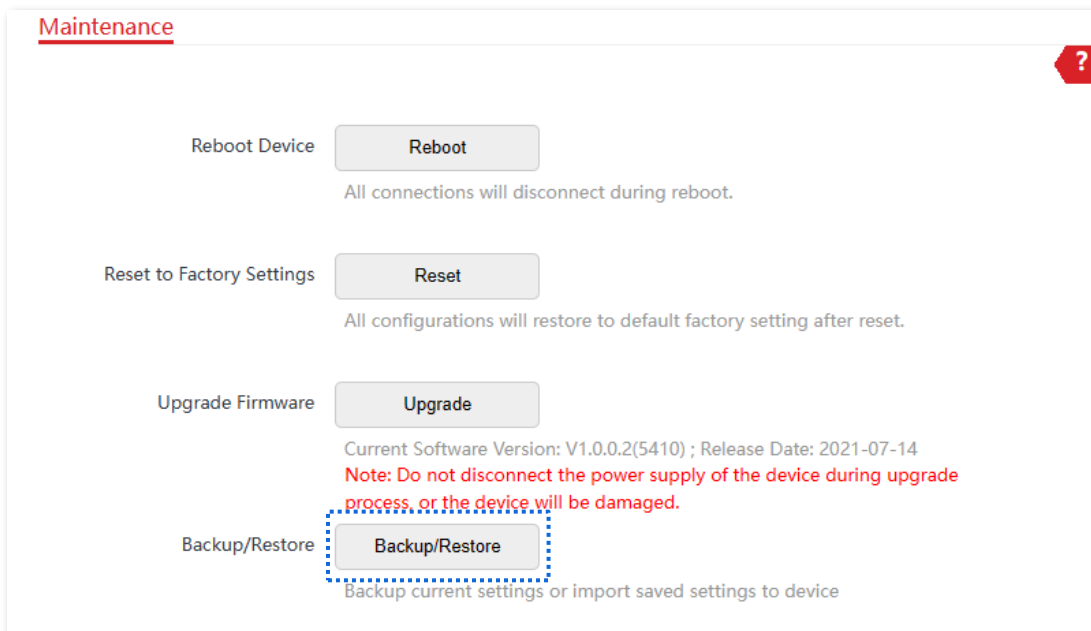 Maintenance
?
Reboot Device Reboot
All connections will disconnect during reboot.
Reset to Factory Settings Reset
All configurations will restore to default factory setting after reset.
Upgrade Firmware Upgrade
Current Software Version: V1.0.0.2(5410) ; Release Date: 2021-07-14
Note: Do not disconnect the power supply of the device during upgrade
process, or the device will be damaged.
Backup/Restore Backup/Restore
Backup current settings or import saved settings to device